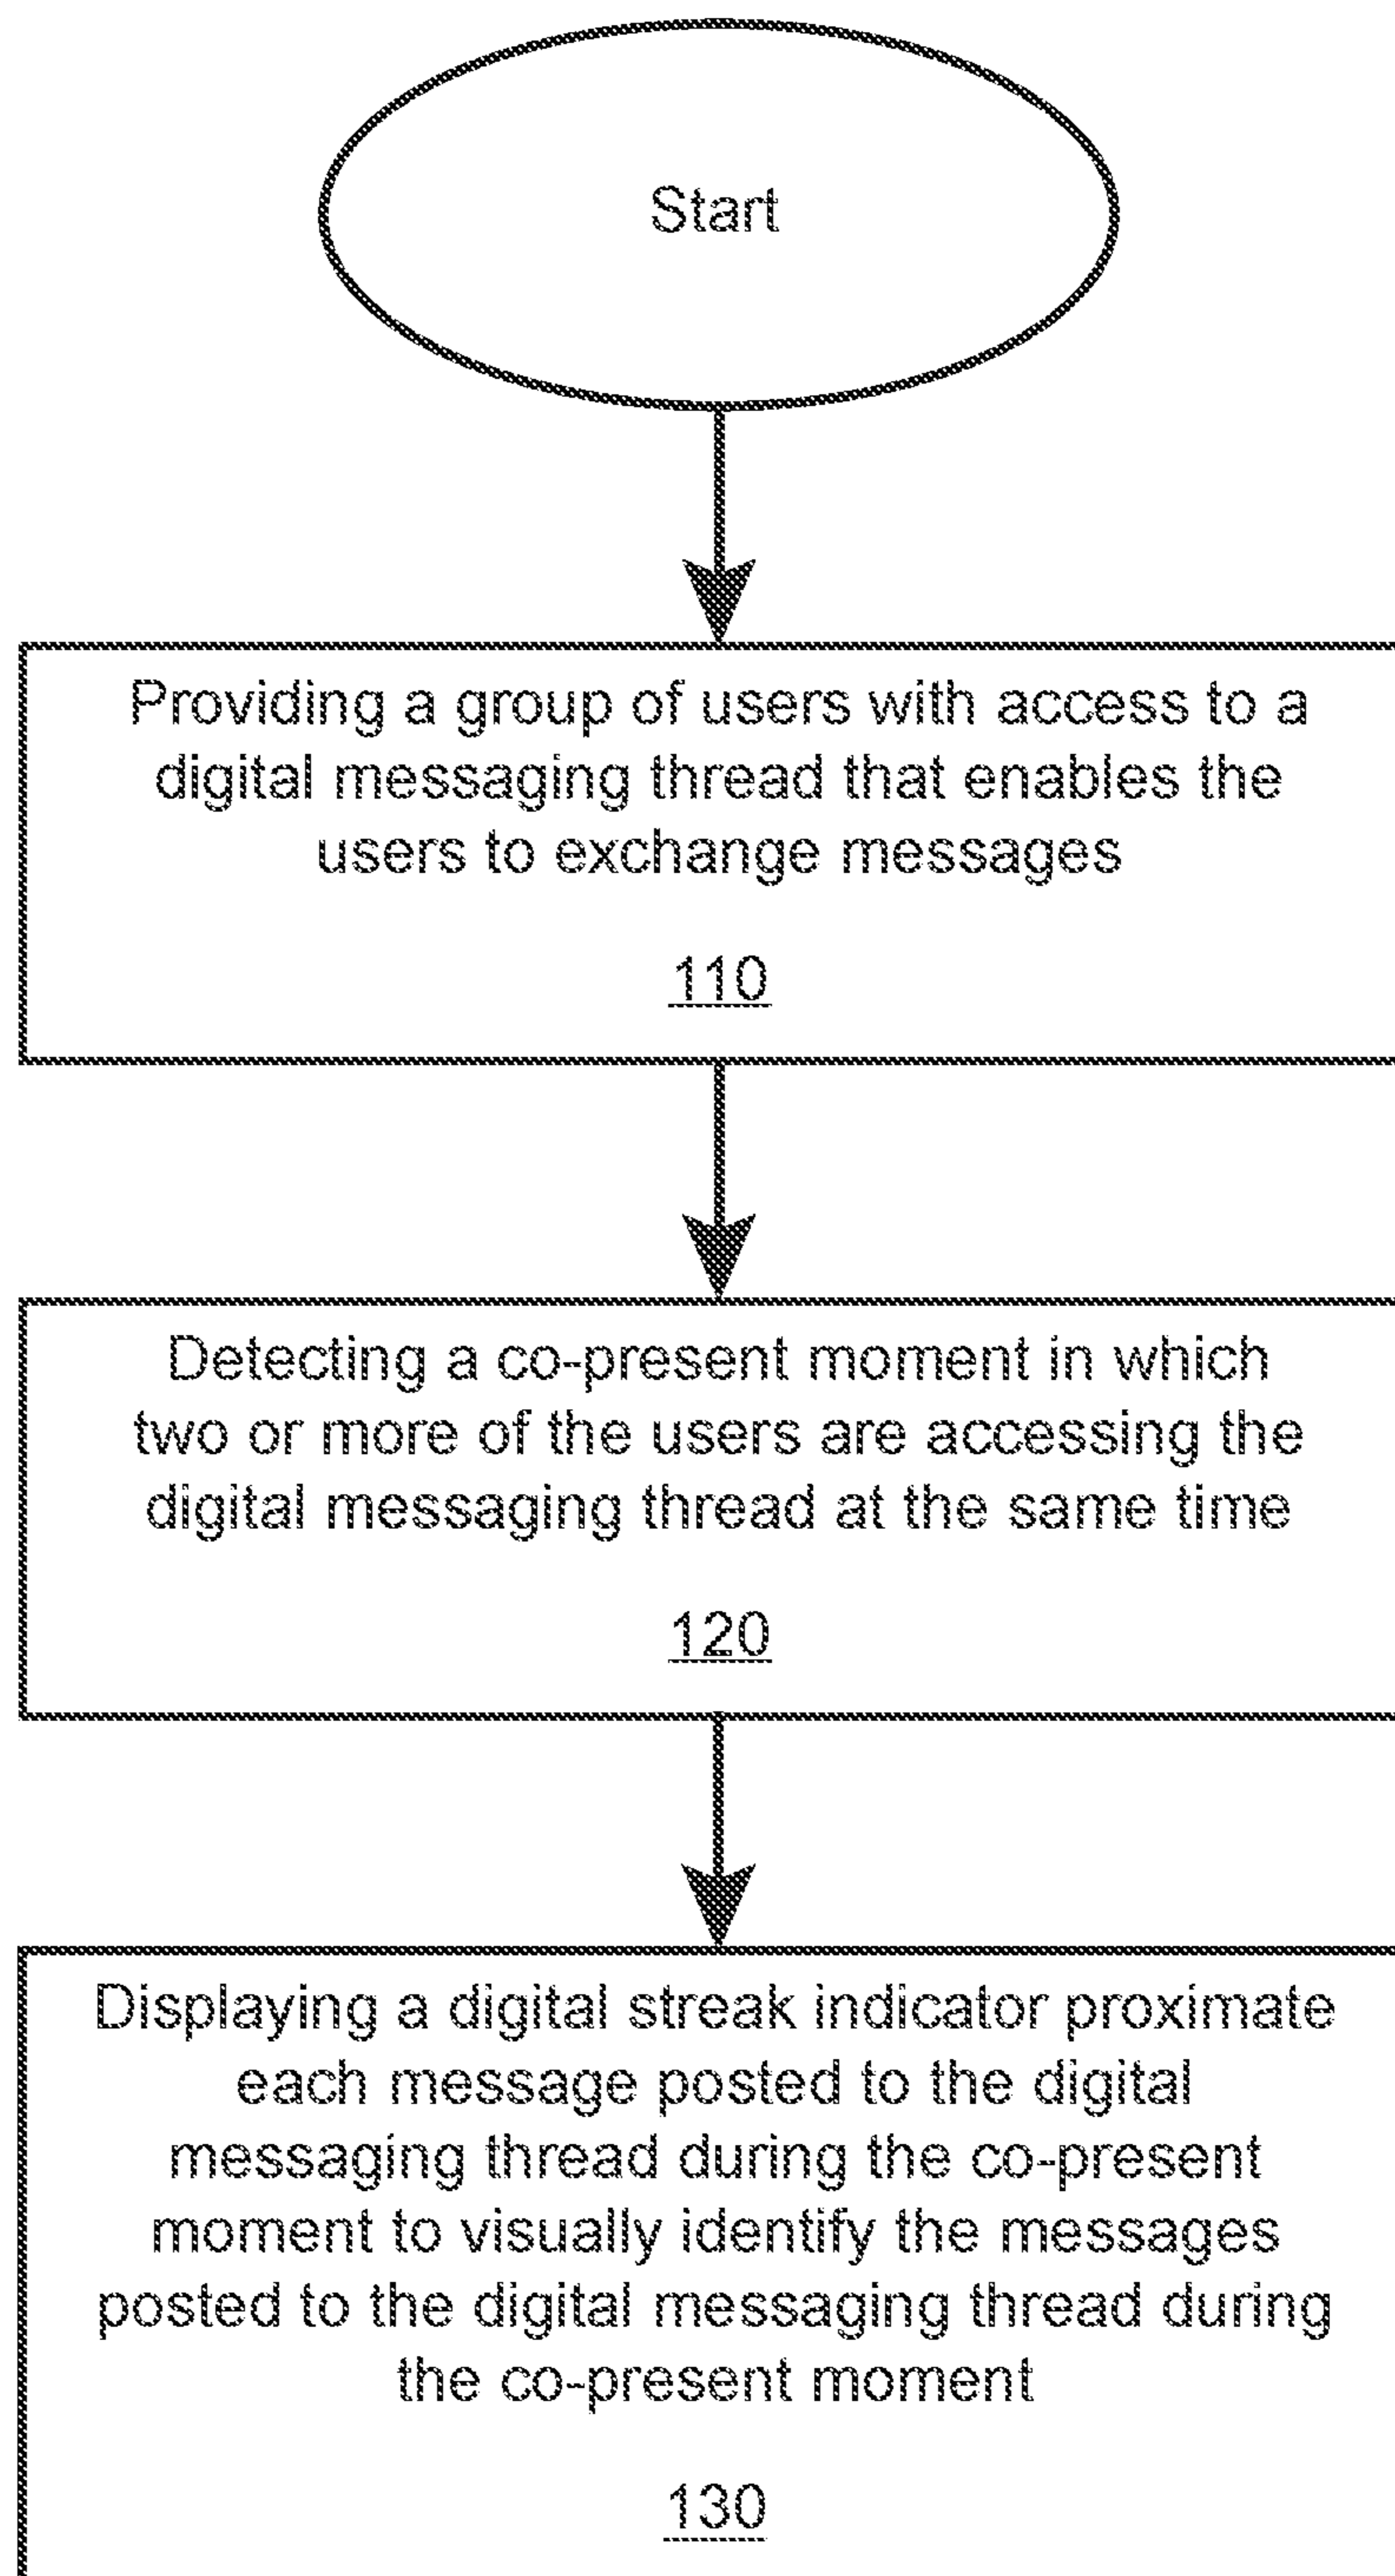 Start
Providing a group of users with access to a
digital messaging thread that enables the
users to exchange messages
110
Detecting a co-present moment in which
two or more of the users are accessing the
digital messaging thread at the same time
120
Displaying a digital streak indicator proximate
each message posted to the digital
messaging thread during the co-present
moment to visually identify the messages
posted to the digital messaging thread during
the co-present moment
130